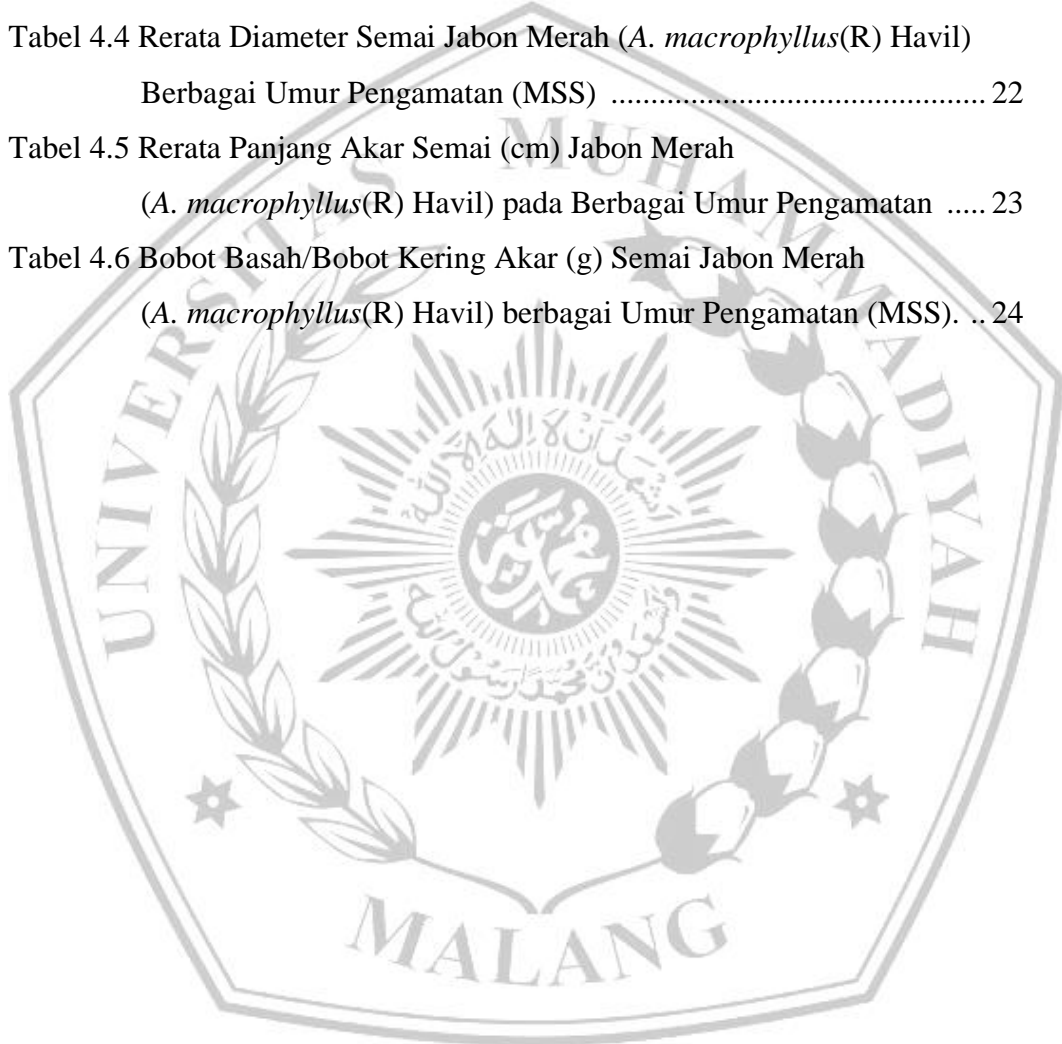 Tabel 4.4 Rerata Diameter Semai Jabon Merah (A. macrophyllus(R) Havil)
Berbagai Umur Pengamatan (MSS) ............................................... 22
Tabel 4.5 Rerata Panjang Akar Semai (cm) Jabon Merah
(A. macrophyllus(R) Havil) pada Berbagai Umur Pengamatan ..... 23
Tabel 4.6 Bobot Basah/Bobot Kering Akar (g) Semai Jabon Merah
(A. macrophyllus(R) Havil) berbagai Umur Pengamatan (MSS). .. 24
UNIVERSITAS MUHAMMADIYAH
MALANG